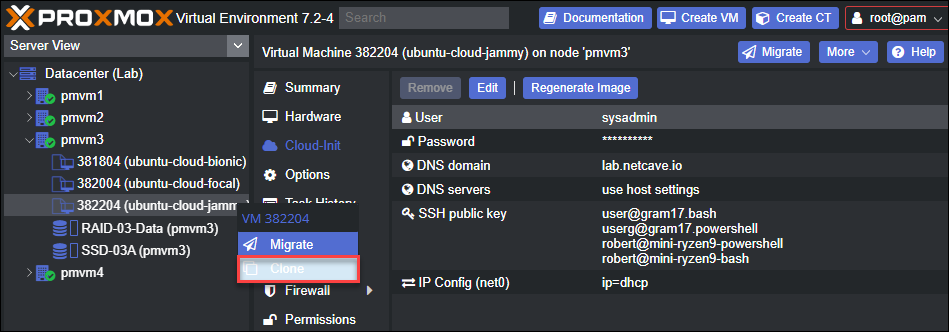 PROXMOX Virtual Environment 7.2-4 Search Documentation Create VM Create CT root@pam
Server View
Virtual Machine 382204 (ubuntu-cloud-jammy) on node 'pmvm3' Migrate More Help
Datacenter (Lab)
pmvm1
pmvm2
pmvm3
381804 (ubuntu-cloud-bionic)
382004 (ubuntu-cloud-focal)
382204 (ubuntu-cloud-jammy
RAID-03-Data (pmvm3)
SSD-03A (pmvm3)
pmvm4
VM 382204
Migrate
Clone
Summary
Hardware
Cloud-Init
Options
Task History
Firewall
Permissions
Remove Edit Regenerate Image
User sysadmin
Password **********
DNS domain lab.netcave.io
DNS servers use host settings
SSH public key user@gram17.bash
userg@gram17.powershell
robert@mini-ryzen9-powershell
robert@mini-ryzen9-bash
IP Config (net0) ip=dhcp